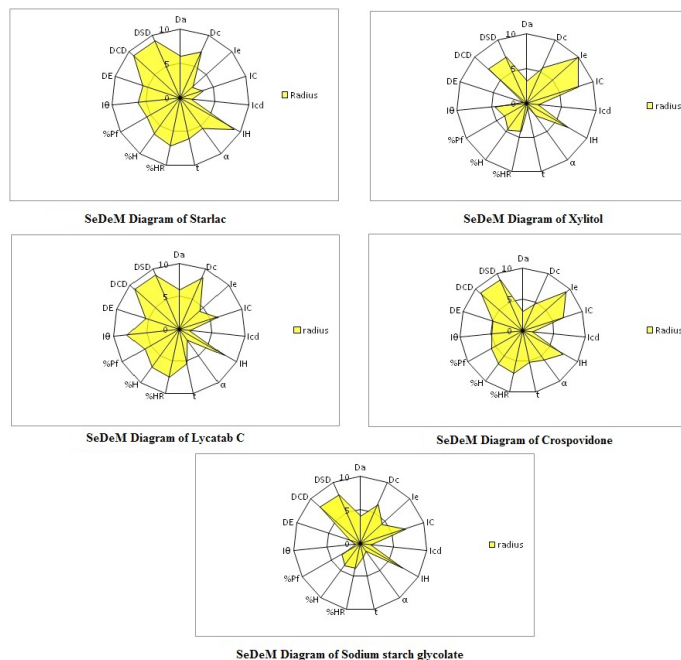 Da
Dc
Ie
IC
Icd
IH
α
t
%HR
%H
%Pf
Iθ
DE
DCD
DSD
10
5
0
Radius
SeDeM Diagram of Starlac
Da
Dc
Ie
IC
Icd
IH
α
t
%HR
%H
%Pf
Iθ
DE
DCD
DSD
10
5
0
radius
SeDeM Diagram of Xylitol
Da
Dc
Ie
IC
Icd
IH
α
t
%HR
%H
%Pf
Iθ
DE
DCD
DSD
10
5
0
radius
SeDeM Diagram of Lycatab C
Da
Dc
Ie
IC
Icd
IH
α
t
%HR
%H
%Pf
Iθ
DE
DCD
DSD
10
5
0
radius
SeDeM Diagram of Crospovidone
Da
Dc
Ie
IC
Icd
IH
α
t
%HR
%H
%Pf
Iθ
DE
DCD
DSD
10
5
0
radius
SeDeM Diagram of Sodium starch glycolate